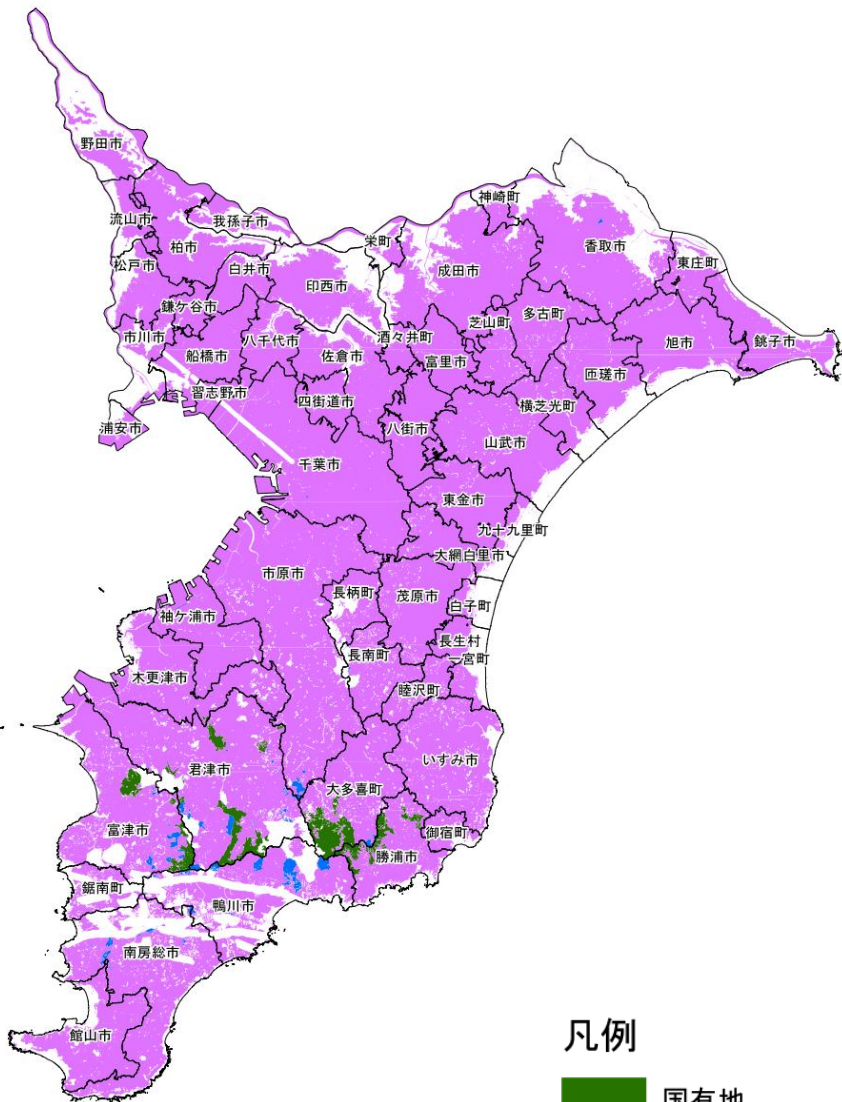 野田市
流山市
我孫子市
柏市
松戸市
白井市
印西市
栄町
神崎町
成田市
香取市
東庄町
鎌ケ谷市
市川市
船橋市
八千代市
佐倉市
酒々井町
富里市
芝山町
多古町
旭市
銚子市
匝瑳市
習志野市
四街道市
八街市
横芝光町
浦安市
山武市
千葉市
東金市
九十九里町
大網白里市
市原市
長柄町
茂原市
白子町
袖ケ浦市
長南町
長生村
一宮町
木更津市
睦沢町
いすみ市
君津市
大多喜町
富津市
御宿町
勝浦市
鋸南町
鴨川市
南房総市
館山市
凡例
国有地